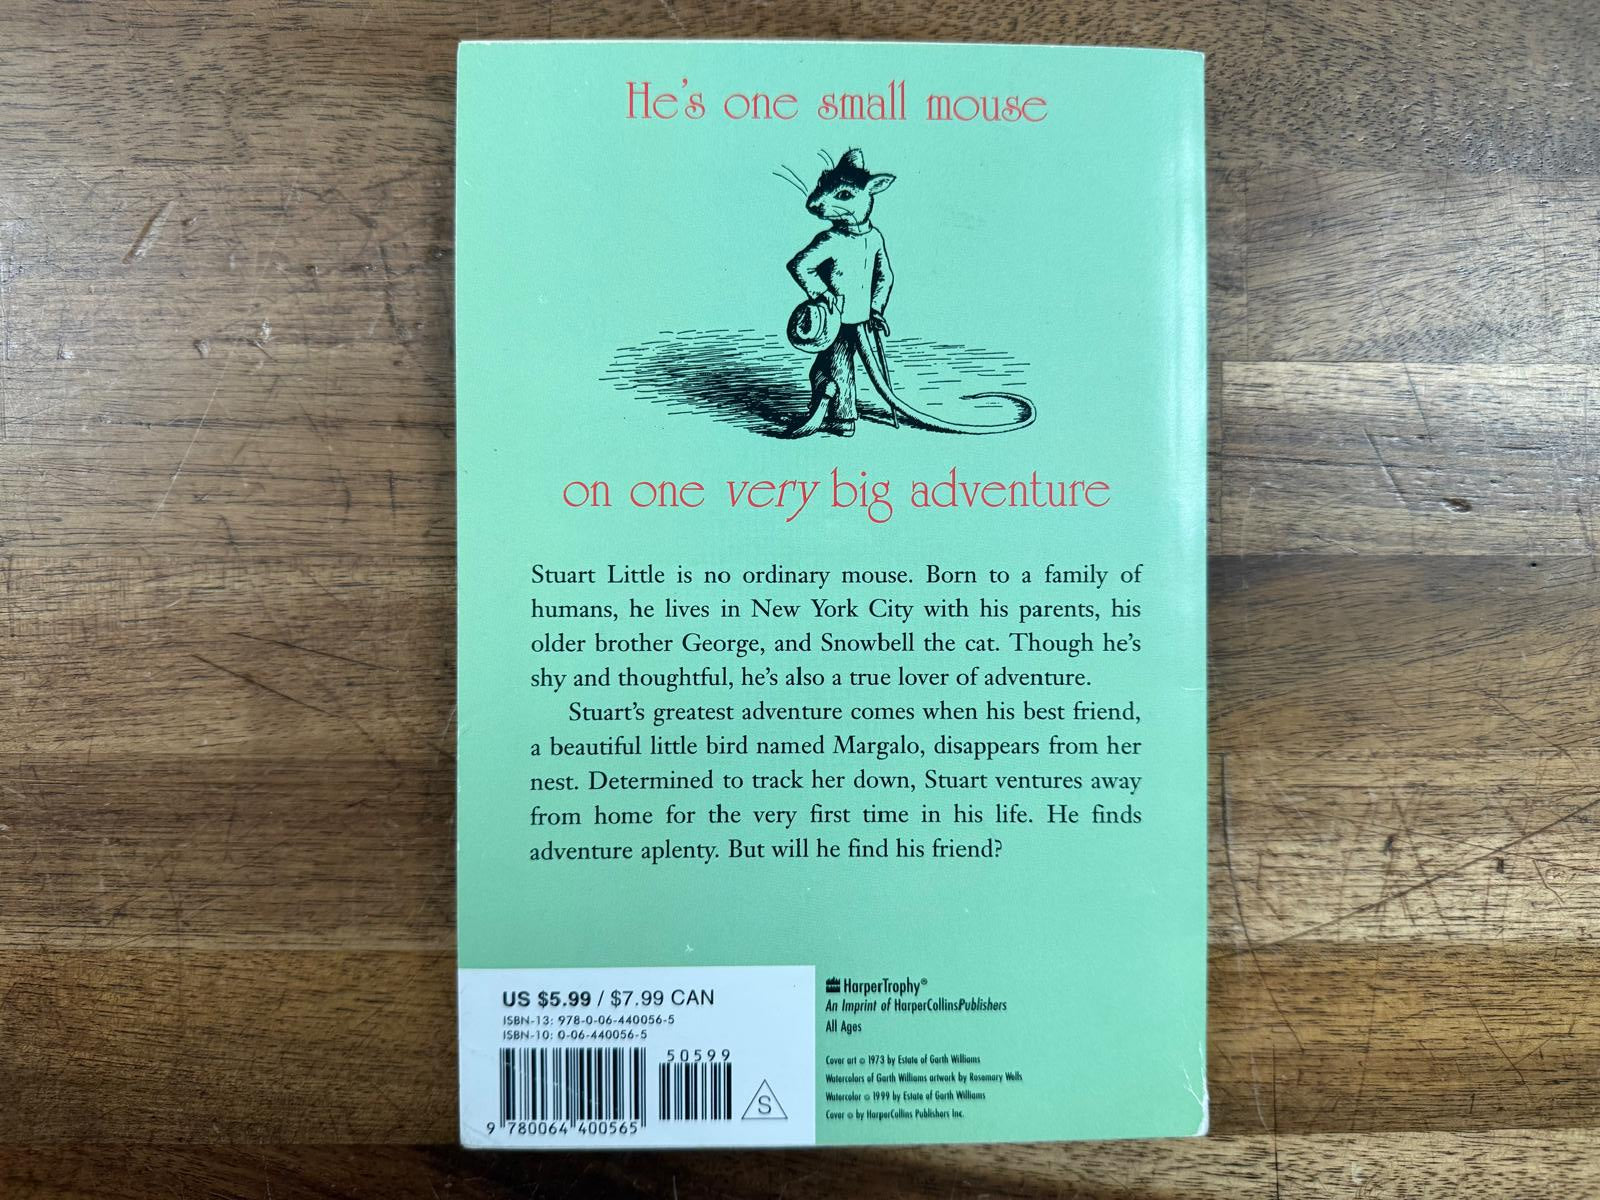 He's one small mouse
on one very big adventure
Stuart Little is no ordinary mouse. Born to a family of
humans, he lives in New York City with his parents, his
older brother George, and Snowbell the cat. Though he's
shy and thoughtful, he's also a true lover of adventure.
Stuart's greatest adventure comes when his best friend,
a beautiful little bird named Margalo, disappears from her
nest. Determined to track her down, Stuart ventures away
from home for the very first time in his life. He finds
adventure aplenty. But will he find his friend?
US $5.99 / $7.99 CAN
ISBN-13: 978-0-06-440056-5
ISBN-10: 0-06-440056-5
50599
S
9 780064 400565
HarperTrophy®
An Imprint of HarperCollinsPublishers
All Ages
Cover art © 1973 by Estate of Garth Williams
Watercolors of Garth Williams artwork by Rosemary Wells
Watercolor © 1999 by Estate of Garth Williams
Cover © by HarperCollins Publishers Inc.